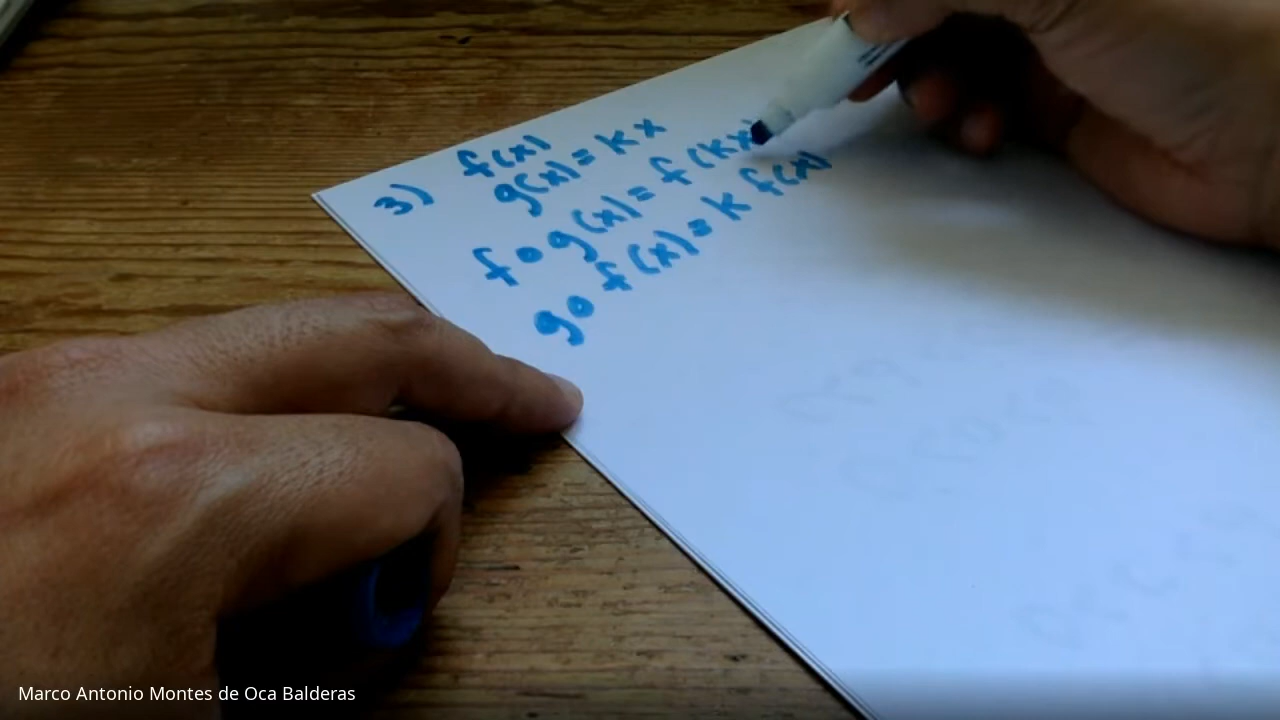 3) f(x)
g(x) = kx
f∘g(x) = f(kx)
g∘f(x) = k f(x)
Marco Antonio Montes de Oca Balderas